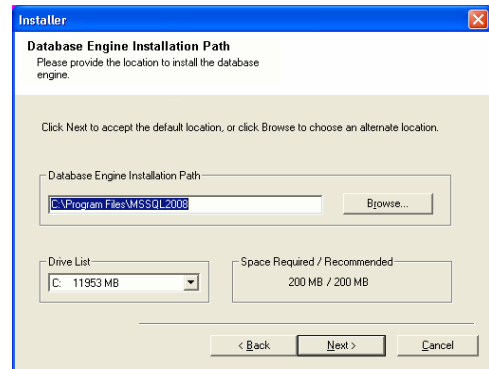 Installer
Database Engine Installation Path
Please provide the location to install the database
engine.
Click Next to accept the default location, or click Browse to choose an alternate location.
Database Engine Installation Path
C:\Program Files\MSSQL2008
Browse...
Drive List
C: 11953 MB
Space Required / Recommended
200 MB / 200 MB
< Back
Next >
Cancel